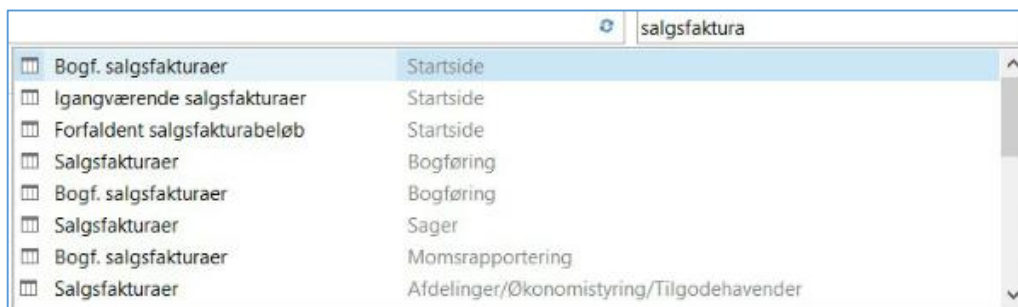 salgsfaktura
Bogf. salgsfakturaer Startside
Igangværende salgsfakturaer Startside
Forfaldent salgsfakturabeløb Startside
Salgsfakturaer Bogføring
Bogf. salgsfakturaer Bogføring
Salgsfakturaer Sager
Bogf. salgsfakturaer Momsrapportering
Salgsfakturaer Afdelinger/Økonomistyring/Tilgodehavender